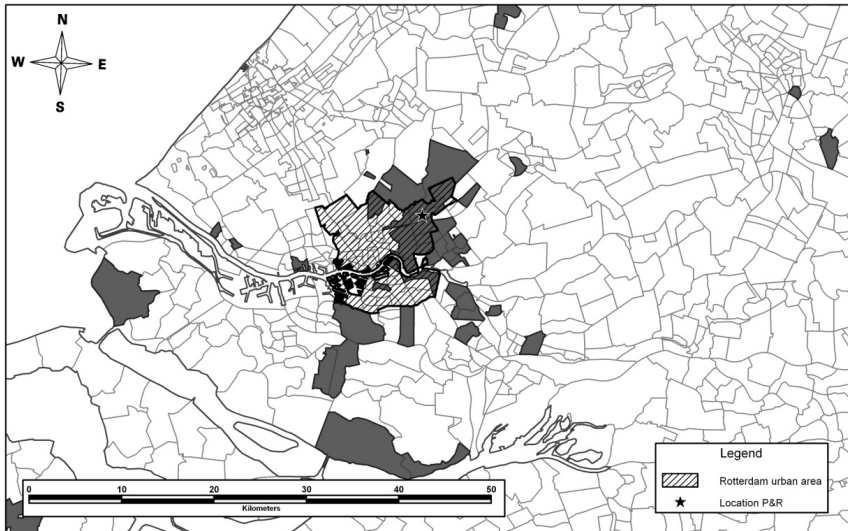 N
W E
S
Legend
Rotterdam urban area
Location P&R
0 10 20 30 40 50
Kilometers